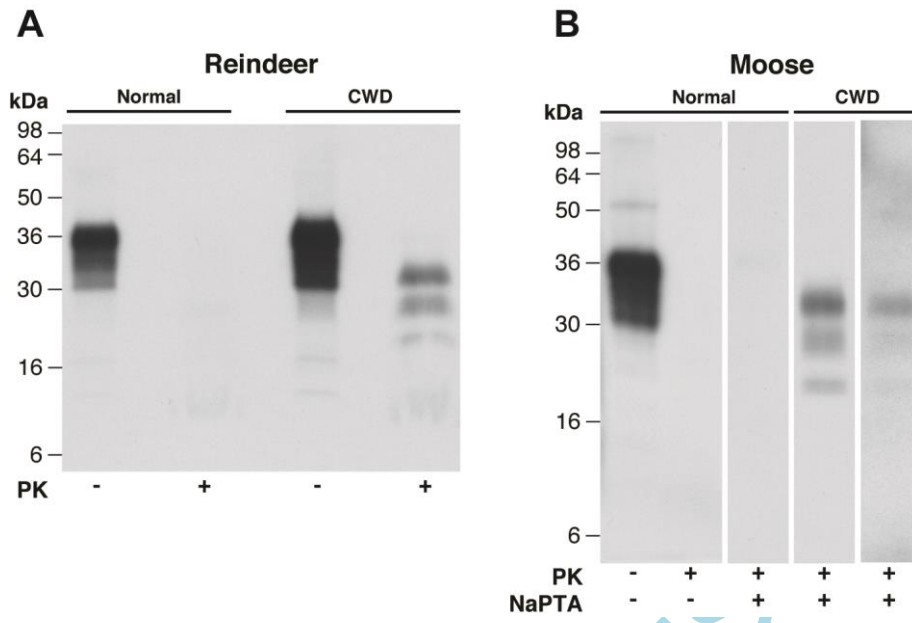 A
Reindeer
kDa
Normal
CWD
98
64
50
36
30
16
6
PK - + - +
B
Moose
kDa
Normal
CWD
98
64
50
36
30
16
6
PK - + + + +
NaPTA - - + + +